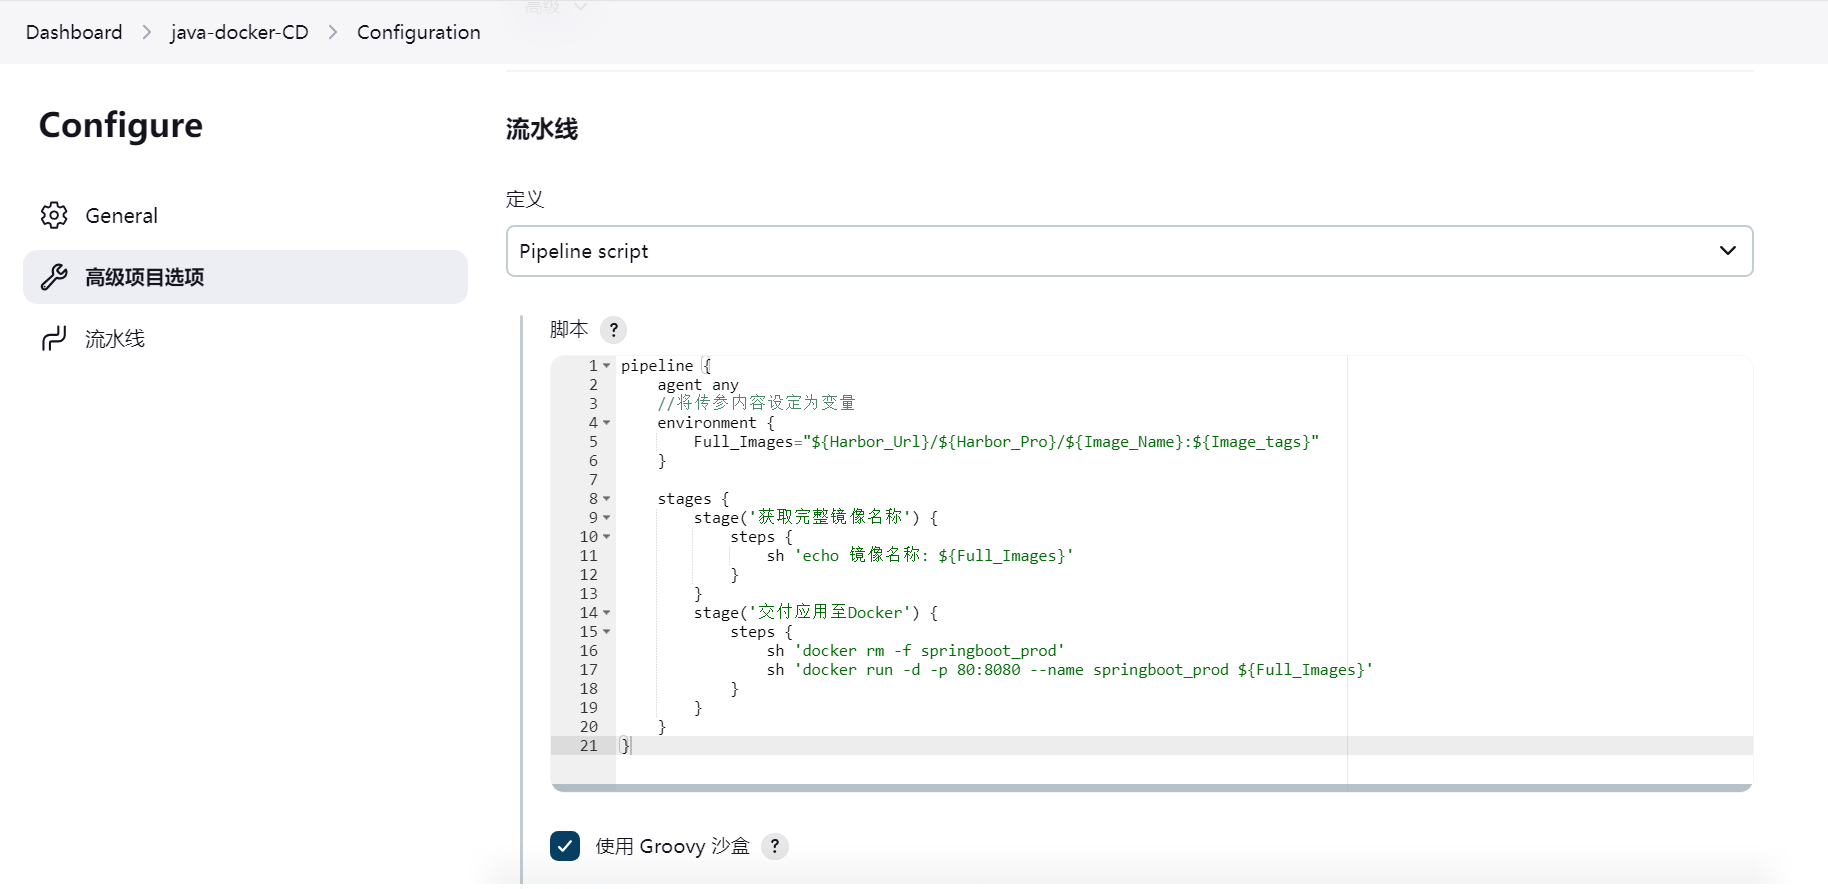 高级
Dashboard > java-docker-CD > Configuration
Configure
General
高级项目选项
流水线
流水线
定义
Pipeline script
脚本 ?
1 pipeline {
2     agent any
3     //将传参内容设定为变量
4     environment {
5         Full_Images="${Harbor_Url}/${Harbor_Pro}/${Image_Name}:${Image_tags}"
6     }
7
8     stages {
9         stage('获取完整镜像名称') {
10             steps {
11                 sh 'echo 镜像名称: ${Full_Images}'
12             }
13         }
14         stage('交付应用至Docker') {
15             steps {
16                 sh 'docker rm -f springboot_prod'
17                 sh 'docker run -d -p 80:8080 --name springboot_prod ${Full_Images}'
18             }
19         }
20     }
21 }
使用 Groovy 沙盒 ?